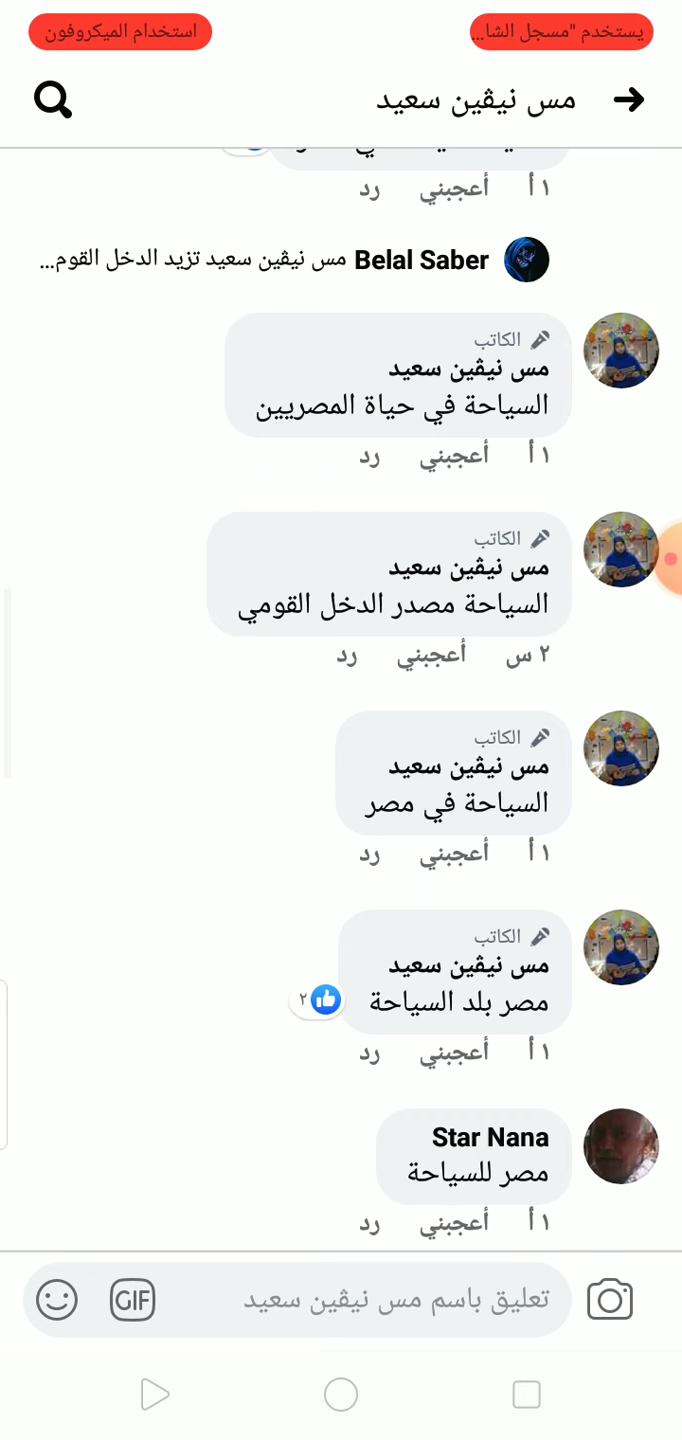 يستخدم "مسجل الشا...
استخدام الميكروفون
مس نيڤين سعيد
١ أ أعجبني رد
Belal Saber مس نيڤين سعيد تزيد الدخل القوم...
الكاتب
مس نيڤين سعيد
السياحة في حياة المصريين
١ أ أعجبني رد
الكاتب
مس نيڤين سعيد
السياحة مصدر الدخل القومي
٢ س أعجبني رد
الكاتب
مس نيڤين سعيد
السياحة في مصر
١ أ أعجبني رد
الكاتب
مس نيڤين سعيد
مصر بلد السياحة
٢
١ أ أعجبني رد
Star Nana
مصر للسياحة
١ أ أعجبني رد
تعليق باسم مس نيڤين سعيد
GIF